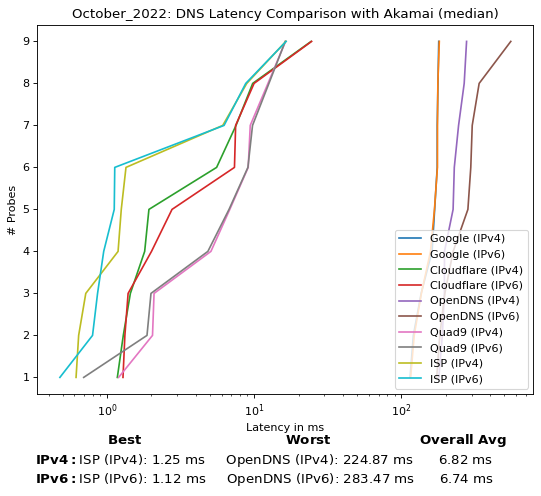 October_2022: DNS Latency Comparison with Akamai (median)
9
8
7
6
5
4
3
2
1
# Probes
Google (IPv4)
Google (IPv6)
Cloudflare (IPv4)
Cloudflare (IPv6)
OpenDNS (IPv4)
OpenDNS (IPv6)
Quad9 (IPv4)
Quad9 (IPv6)
ISP (IPv4)
ISP (IPv6)
10⁰ 10¹ 10²
Latency in ms
Best Worst Overall Avg
IPv4: ISP (IPv4): 1.25 ms OpenDNS (IPv4): 224.87 ms 6.82 ms
IPv6: ISP (IPv6): 1.12 ms OpenDNS (IPv6): 283.47 ms 6.74 ms